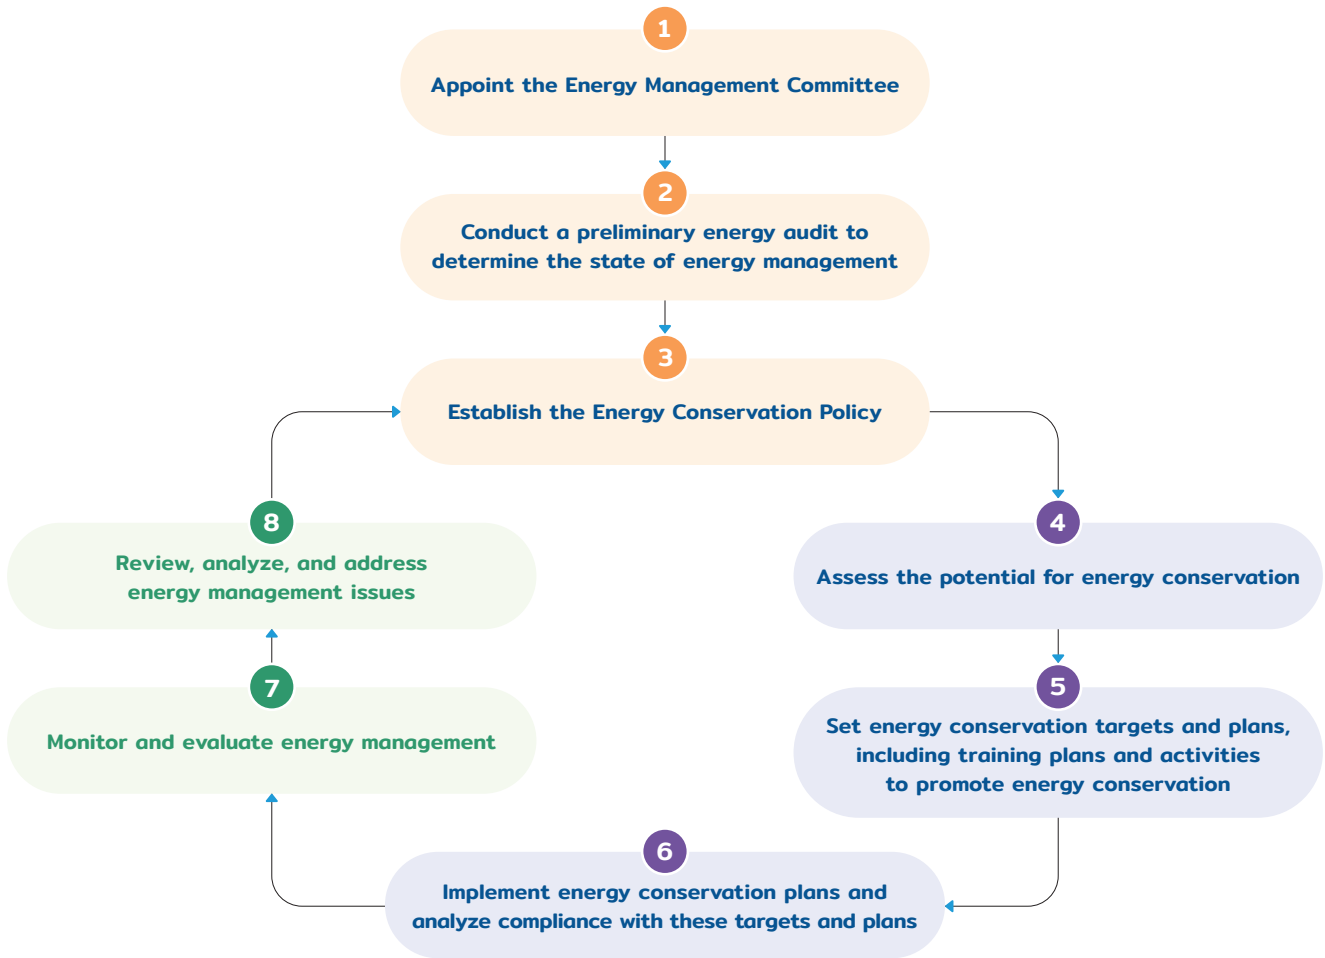 1
Appoint the Energy Management Committee
2
Conduct a preliminary energy audit to
determine the state of energy management
3
Establish the Energy Conservation Policy
4
Assess the potential for energy conservation
5
Set energy conservation targets and plans,
including training plans and activities
to promote energy conservation
6
Implement energy conservation plans and
analyze compliance with these targets and plans
7
Monitor and evaluate energy management
8
Review, analyze, and address
energy management issues